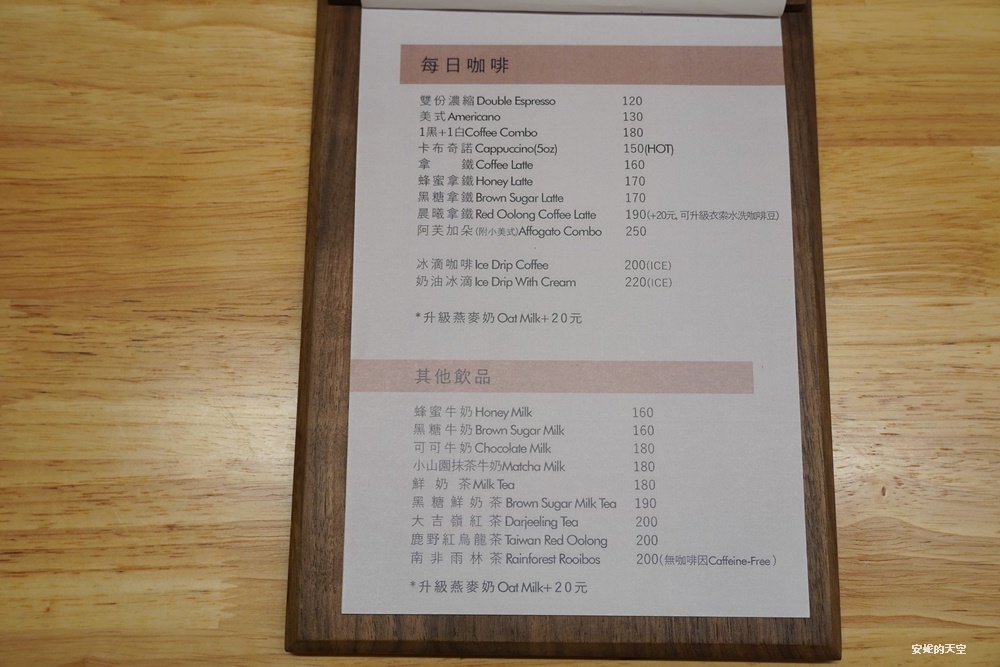 每日咖啡
雙份濃縮 Double Espresso 120
美式 Americano 130
1黑+1白 Coffee Combo 180
卡布奇諾 Cappuccino(5oz) 150(HOT)
拿鐵 Coffee Latte 160
蜂蜜拿鐵 Honey Latte 170
黑糖拿鐵 Brown Sugar Latte 170
晨曦拿鐵 Red Oolong Coffee Latte 190(+20元, 可升級衣索水洗咖啡豆)
阿芙加朵(附小美式)Affogato Combo 250
冰滴咖啡 Ice Drip Coffee 200(ICE)
奶油冰滴 Ice Drip With Cream 220(ICE)
*升級燕麥奶 Oat Milk+20元
其他飲品
蜂蜜牛奶 Honey Milk 160
黑糖牛奶 Brown Sugar Milk 160
可可牛奶 Chocolate Milk 180
小山園抹茶牛奶Matcha Milk 180
鮮奶茶 Milk Tea 180
黑糖鮮奶茶 Brown Sugar Milk Tea 190
大吉嶺紅茶 Darjeeling Tea 200
鹿野紅烏龍茶 Taiwan Red Oolong 200
南非雨林茶 Rainforest Rooibos 200(無咖啡因Caffeine-Free)
*升級燕麥奶 Oat Milk+20元
安妮的天空